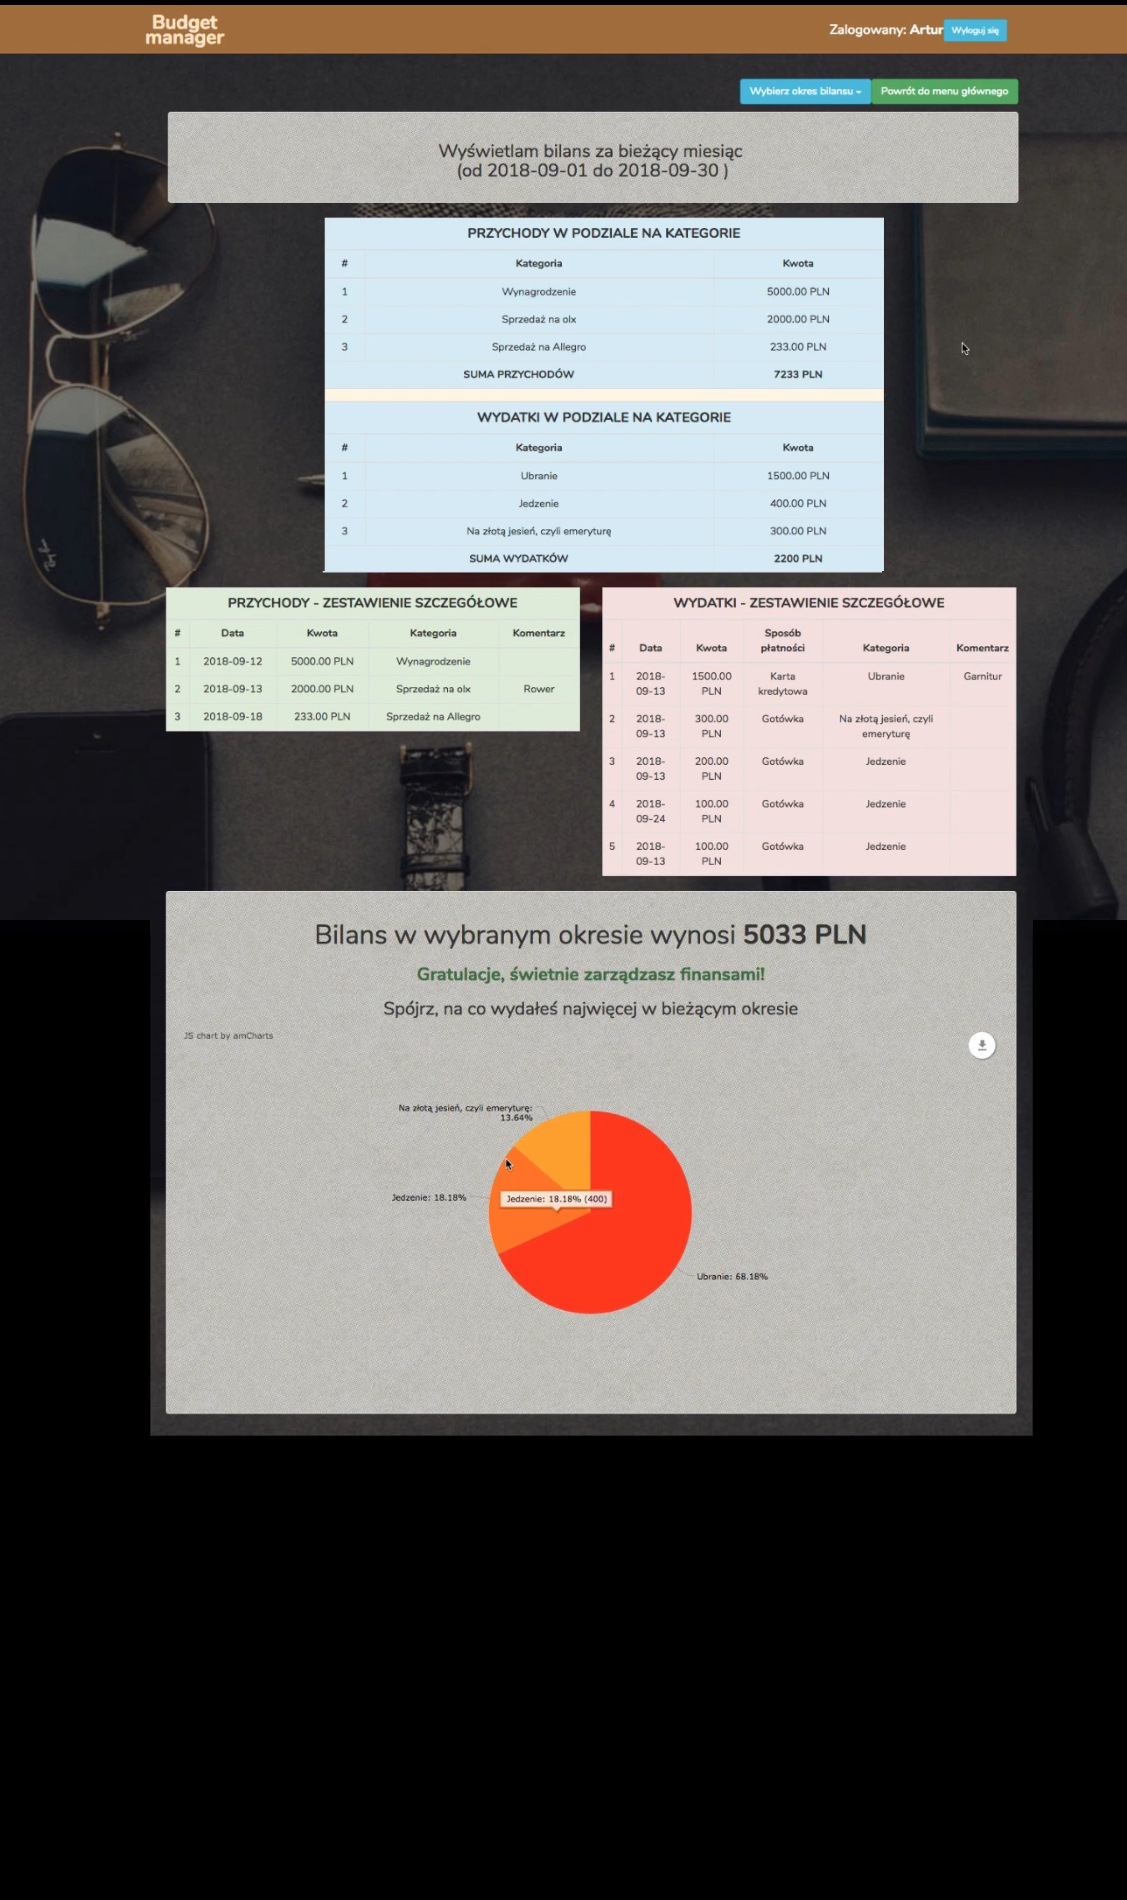 Budget
manager
Zalogowany: Artur Wyloguj się
Wybierz okres bilansu Powrót do menu głównego
Wyświetlam bilans za bieżący miesiąc
(od 2018-09-01 do 2018-09-30 )
PRZYCHODY W PODZIALE NA KATEGORIE
# Kategoria Kwota
1 Wynagrodzenie 5000.00 PLN
2 Sprzedaż na olx 2000.00 PLN
3 Sprzedaż na Allegro 233.00 PLN
SUMA PRZYCHODÓW 7233 PLN
WYDATKI W PODZIALE NA KATEGORIE
# Kategoria Kwota
1 Ubranie 1500.00 PLN
2 Jedzenie 400.00 PLN
3 Na złotą jesień, czyli emeryturę 300.00 PLN
SUMA WYDATKÓW 2200 PLN
PRZYCHODY - ZESTAWIENIE SZCZEGÓŁOWE
# Data Kwota Kategoria Komentarz
1 2018-09-12 5000.00 PLN Wynagrodzenie
2 2018-09-13 2000.00 PLN Sprzedaż na olx Rower
3 2018-09-18 233.00 PLN Sprzedaż na Allegro
WYDATKI - ZESTAWIENIE SZCZEGÓŁOWE
Sposób
# Data Kwota płatności Kategoria Komentarz
1 2018- 1500.00 Karta Ubranie Garnitur
09-13 PLN kredytowa
2 2018- 300.00 Gotówka Na złotą jesień, czyli
09-13 PLN emeryturę
3 2018- 200.00 Gotówka Jedzenie
09-13 PLN
4 2018- 100.00 Gotówka Jedzenie
09-24 PLN
5 2018- 100.00 Gotówka Jedzenie
09-13 PLN
Bilans w wybranym okresie wynosi 5033 PLN
Gratulacje, świetnie zarządzasz finansami!
Spójrz, na co wydałeś najwięcej w bieżącym okresie
JS chart by amCharts
Na złotą jesień, czyli emeryturę:
13.64%
Jedzenie: 18.18%
Jedzenie: 18.18% (400)
Ubranie: 68.18%